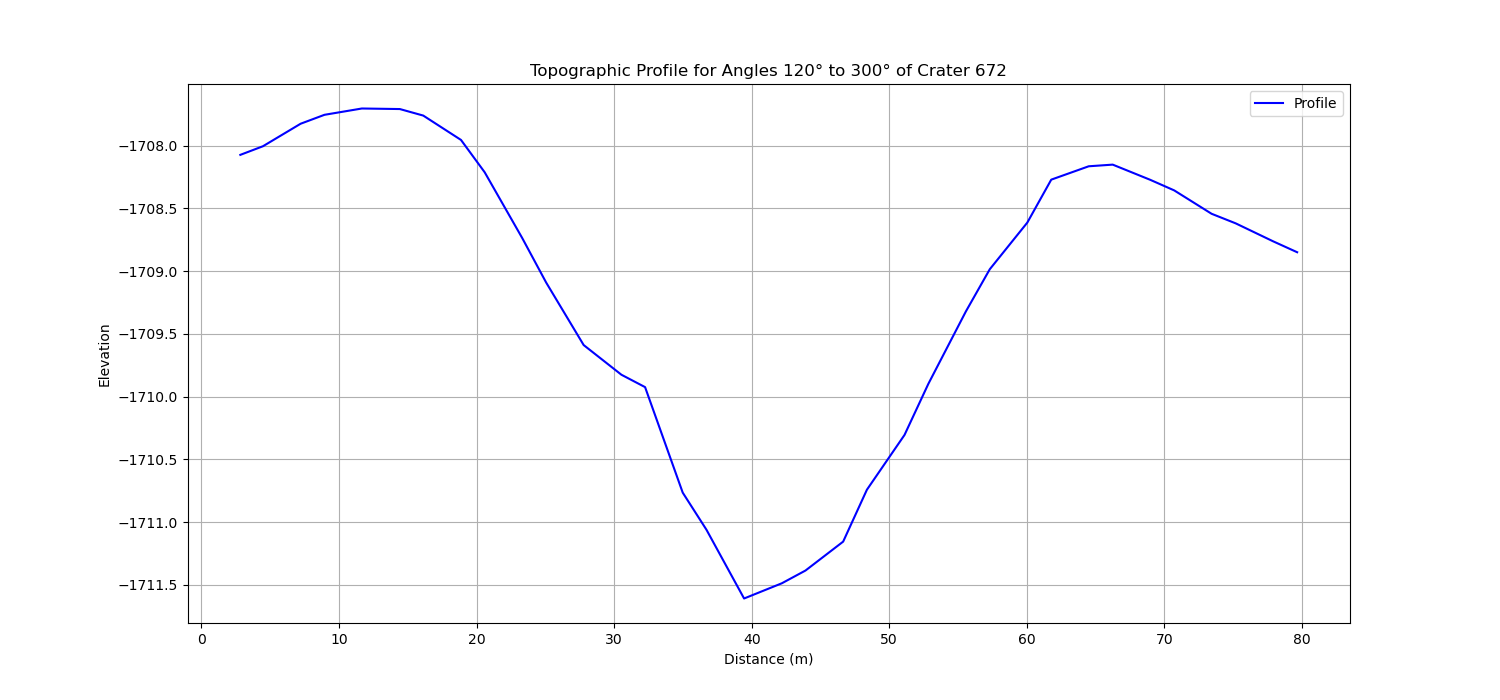 Topographic Profile for Angles 120° to 300° of Crater 672
Profile
Elevation
−1708.0
−1708.5
−1709.0
−1709.5
−1710.0
−1710.5
−1711.0
−1711.5
0 10 20 30 40 50 60 70 80
Distance (m)